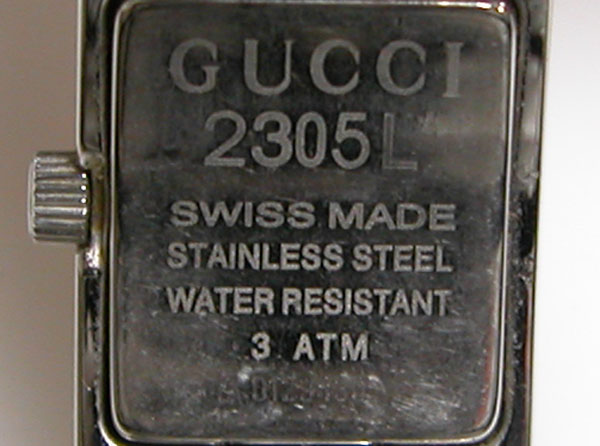 GUCCI
2305L
SWISS MADE
STAINLESS STEEL
WATER RESISTANT
3 ATM